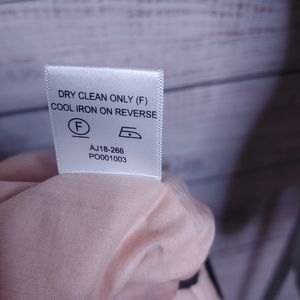 DRY CLEAN ONLY (F)
COOL IRON ON REVERSE
F
AJ18-266
PO001003